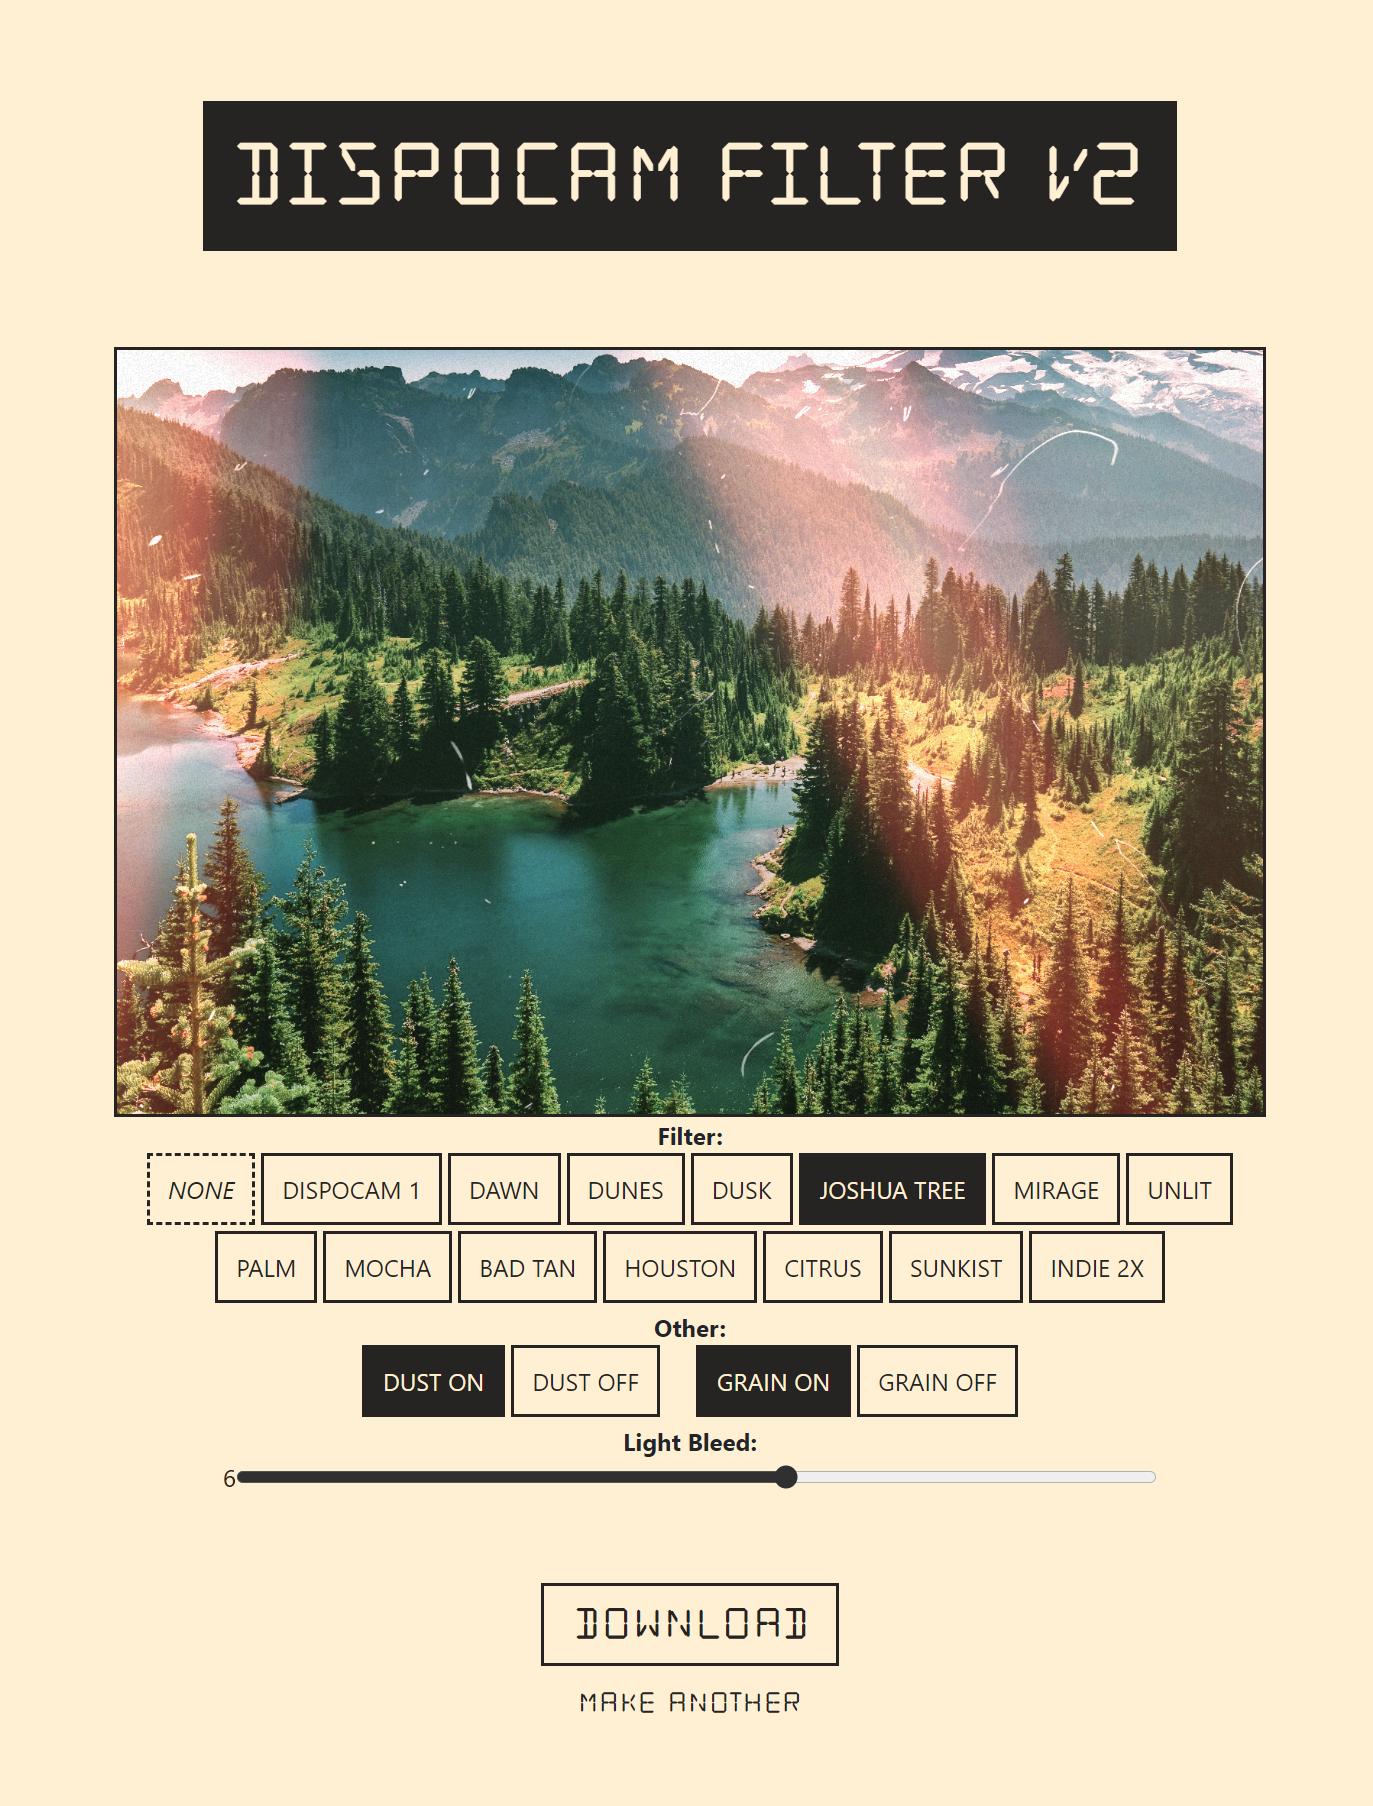 DISPOCAM FILTER V2
Filter:
NONE DISPOCAM 1 DAWN DUNES DUSK JOSHUA TREE MIRAGE UNLIT
PALM MOCHA BAD TAN HOUSTON CITRUS SUNKIST INDIE 2X
Other:
DUST ON DUST OFF GRAIN ON GRAIN OFF
Light Bleed:
6
DOWNLOAD
MAKE ANOTHER